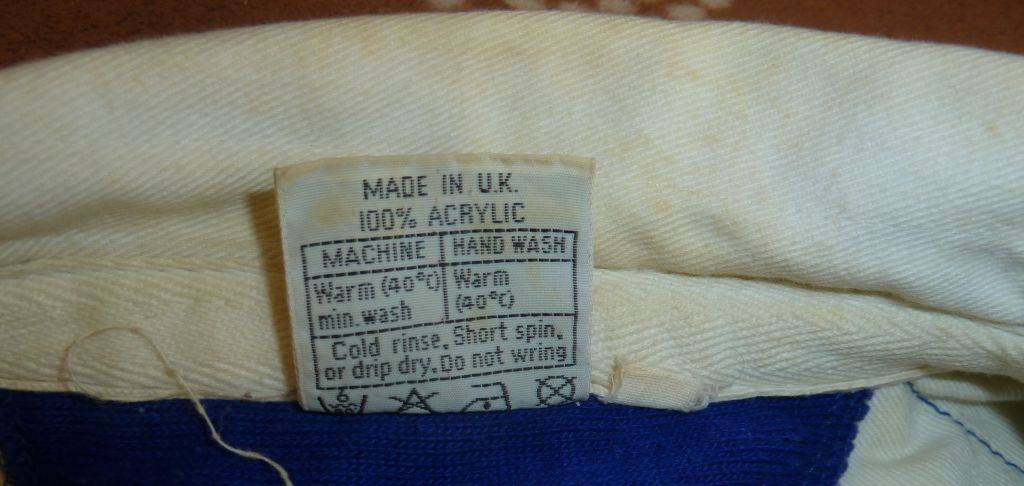 MADE IN U.K.
100% ACRYLIC
MACHINE HAND WASH
Warm (40°C) Warm
min. wash (40°C)
Cold rinse. Short spin,
or drip dry. Do not wring
6